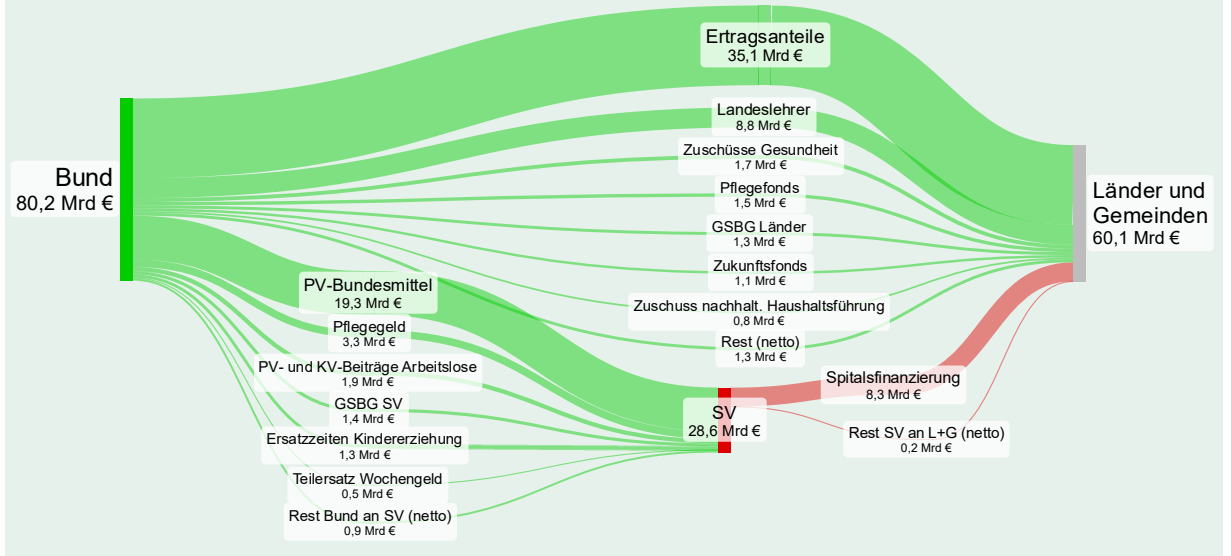 Ertragsanteile
35,1 Mrd €
Landeslehrer
8,8 Mrd €
Zuschüsse Gesundheit
1,7 Mrd €
Bund
80,2 Mrd €
Pflegefonds
1,5 Mrd €
Länder und
Gemeinden
60,1 Mrd €
GSBG Länder
1,3 Mrd €
Zukunftsfonds
1,1 Mrd €
PV-Bundesmittel
19,3 Mrd €
Zuschuss nachhalt. Haushaltsführung
0,8 Mrd €
Pflegegeld
3,3 Mrd €
Rest (netto)
1,3 Mrd €
PV- und KV-Beiträge Arbeitslose
1,9 Mrd €
Spitalsfinanzierung
8,3 Mrd €
GSBG SV
1,4 Mrd €
SV
28,6 Mrd €
Ersatzzeiten Kindererziehung
1,3 Mrd €
Rest SV an L+G (netto)
0,2 Mrd €
Teilersatz Wochengeld
0,5 Mrd €
Rest Bund an SV (netto)
0,9 Mrd €